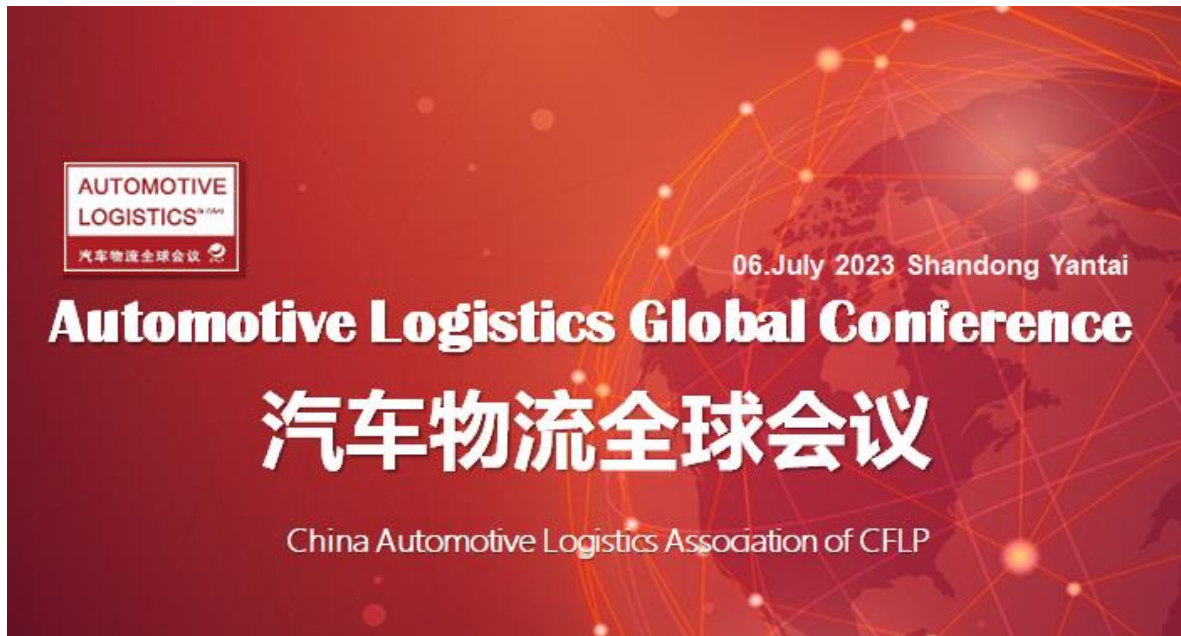 AUTOMOTIVE
LOGISTICS GLOBAL
汽车物流全球会议
06.July 2023 Shandong Yantai
Automotive Logistics Global Conference
汽车物流全球会议
China Automotive Logistics Association of CFLP